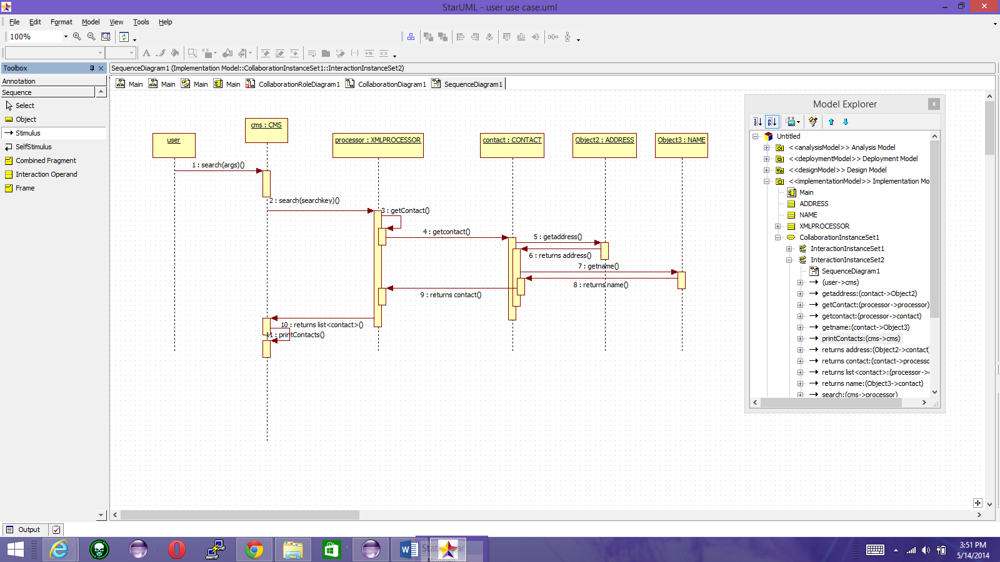 StarUML - user use case.uml
File Edit Format Model View Tools Help
100%
Toolbox
SequenceDiagram1 (Implementation Model::CollaborationInstanceSet1::InteractionInstanceSet2)
Annotation
Sequence
Select
Object
Stimulus
SelfStimulus
Combined Fragment
Interaction Operand
Frame
Main Main Main Main CollaborationRoleDiagram1 CollaborationDiagram1 SequenceDiagram1
user
cms : CMS
processor : XMLPROCESSOR
contact : CONTACT
Object2 : ADDRESS
Object3 : NAME
1 : search(args)()
2 : search(searchkey)()
3 : getContact()
4 : getcontact()
5 : getaddress()
6 : returns address()
7 : getname()
8 : returns name()
9 : returns contact()
10 : returns list<contact>()
11 : printContacts()
Model Explorer
Untitled
<<analysisModel>> Analysis Model
<<deploymentModel>> Deployment Model
<<designModel>> Design Model
<<implementationModel>> Implementation Mo
Main
ADDRESS
NAME
XMLPROCESSOR
CollaborationInstanceSet1
InteractionInstanceSet1
InteractionInstanceSet2
SequenceDiagram1
(user->cms)
getaddress:(contact->Object2)
getContact:(processor->processor)
getcontact:(processor->contact)
getname:(contact->Object3)
printContacts:(cms->cms)
returns address:(Object2->contact)
returns contact:(contact->processo
returns list<contact>:(processor->
returns name:(Object3->contact)
search:(cms->processor)
Output
3:51 PM
5/14/2014